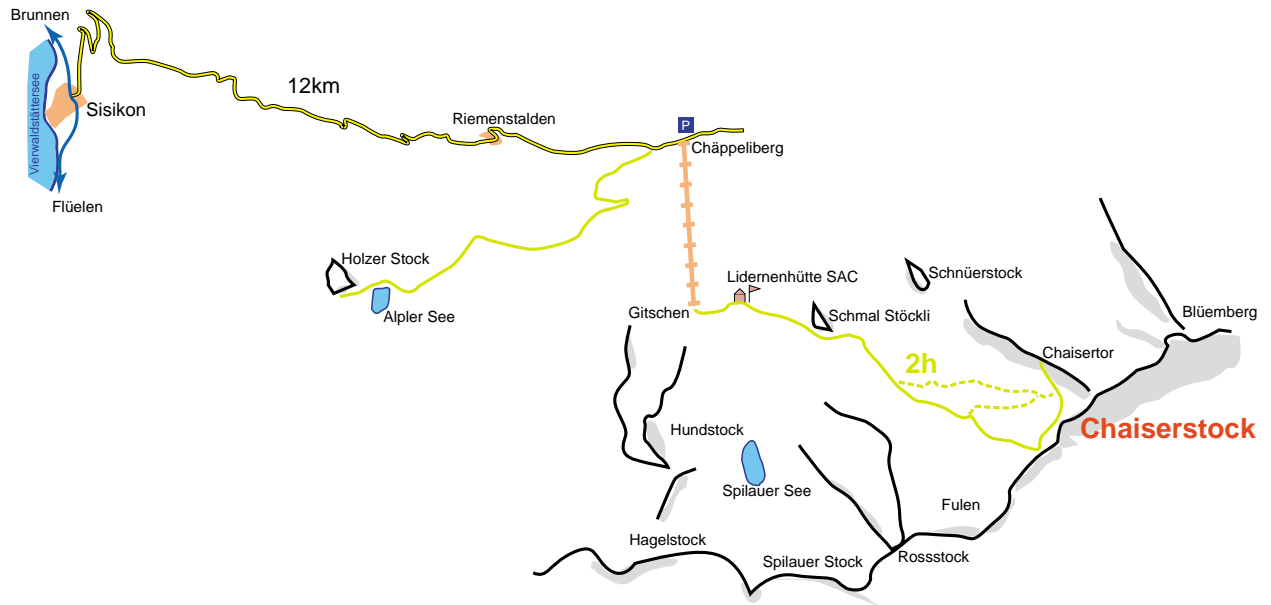 Brunnen
12km
Sisikon
Vierwaldstättersee
Riemenstalden
P
Chäppeliberg
Flüelen
Holzer Stock
Lidernenhütte SAC
Schnüerstock
Alpler See
Gitschen
Schmal Stöckli
Blüemberg
Chaisertor
2h
Hundstock
Chaiserstock
Spilauer See
Fulen
Hagelstock
Spilauer Stock
Rossstock